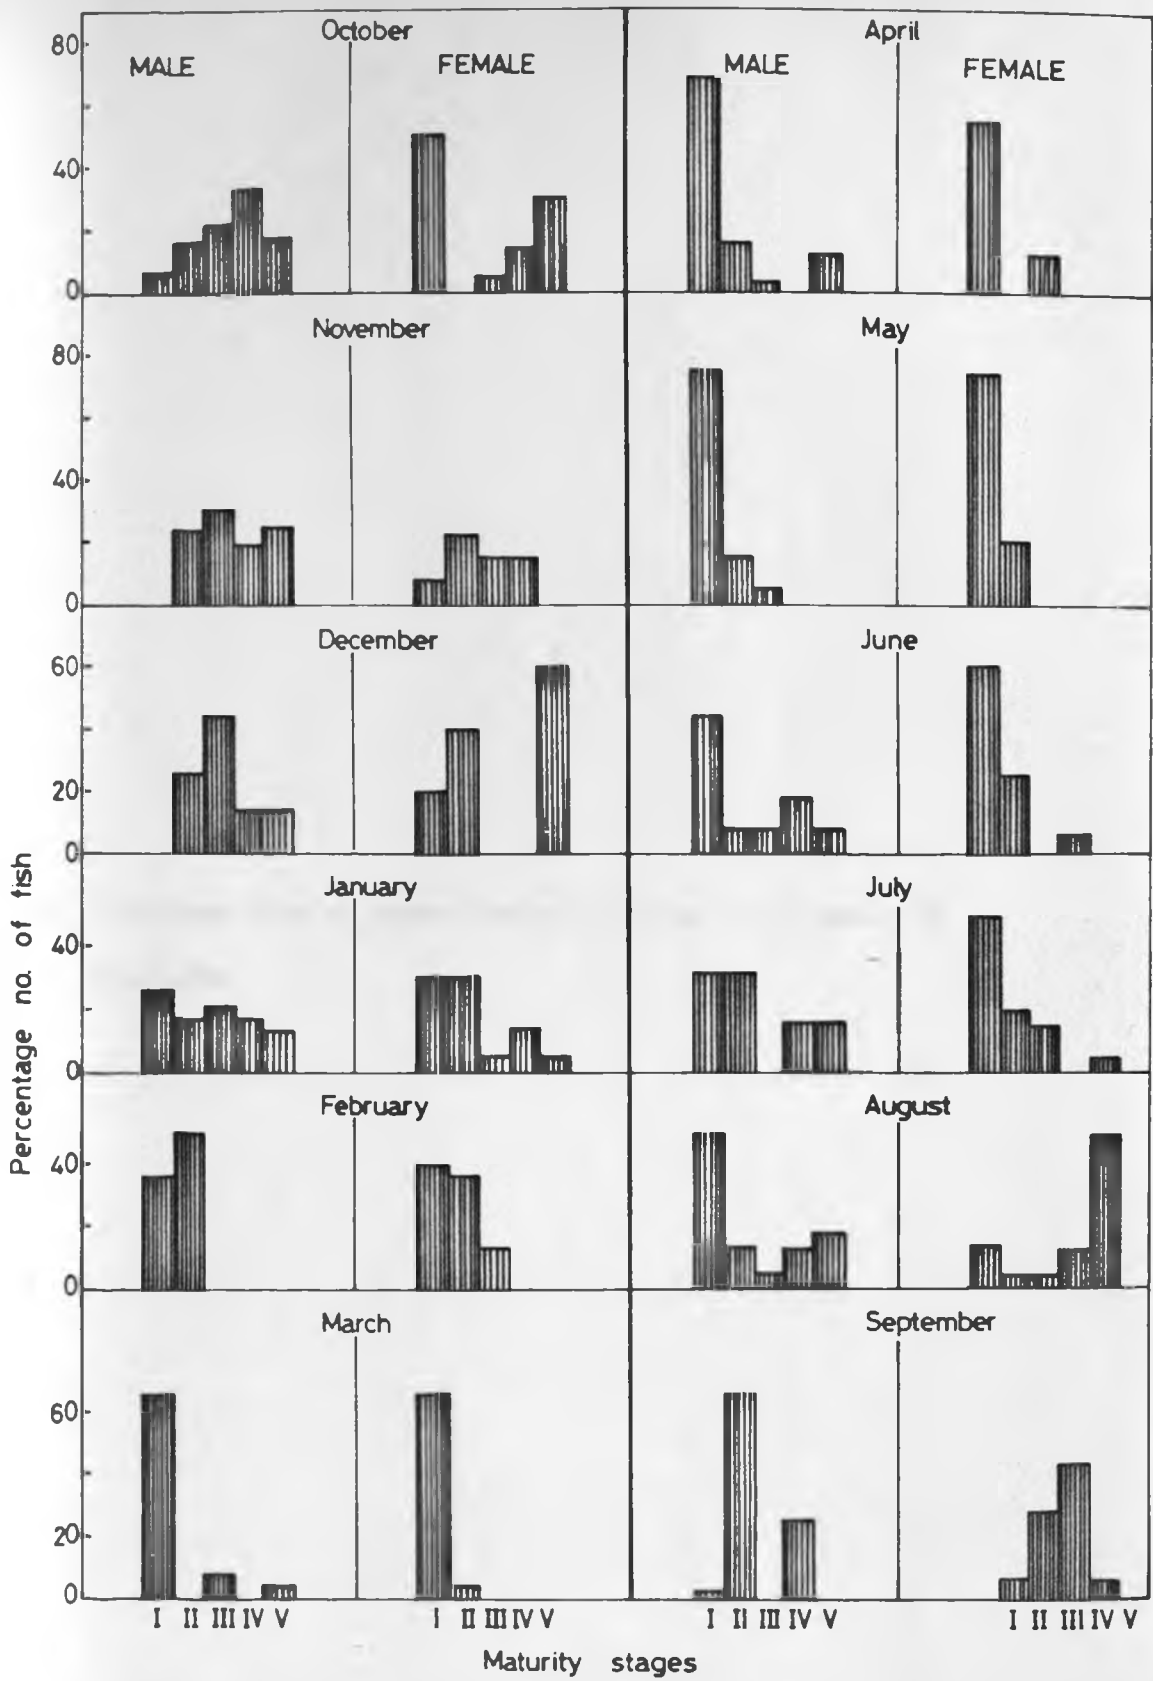 October
April
MALE
FEMALE
MALE
FEMALE
80
40
0
November
May
80
40
0
December
June
60
20
0
January
July
40
0
February
August
40
0
March
September
60
20
0
Percentage no. of fish
I II III IV V
I II III IV V
I II III IV V
I II III IV V
Maturity stages